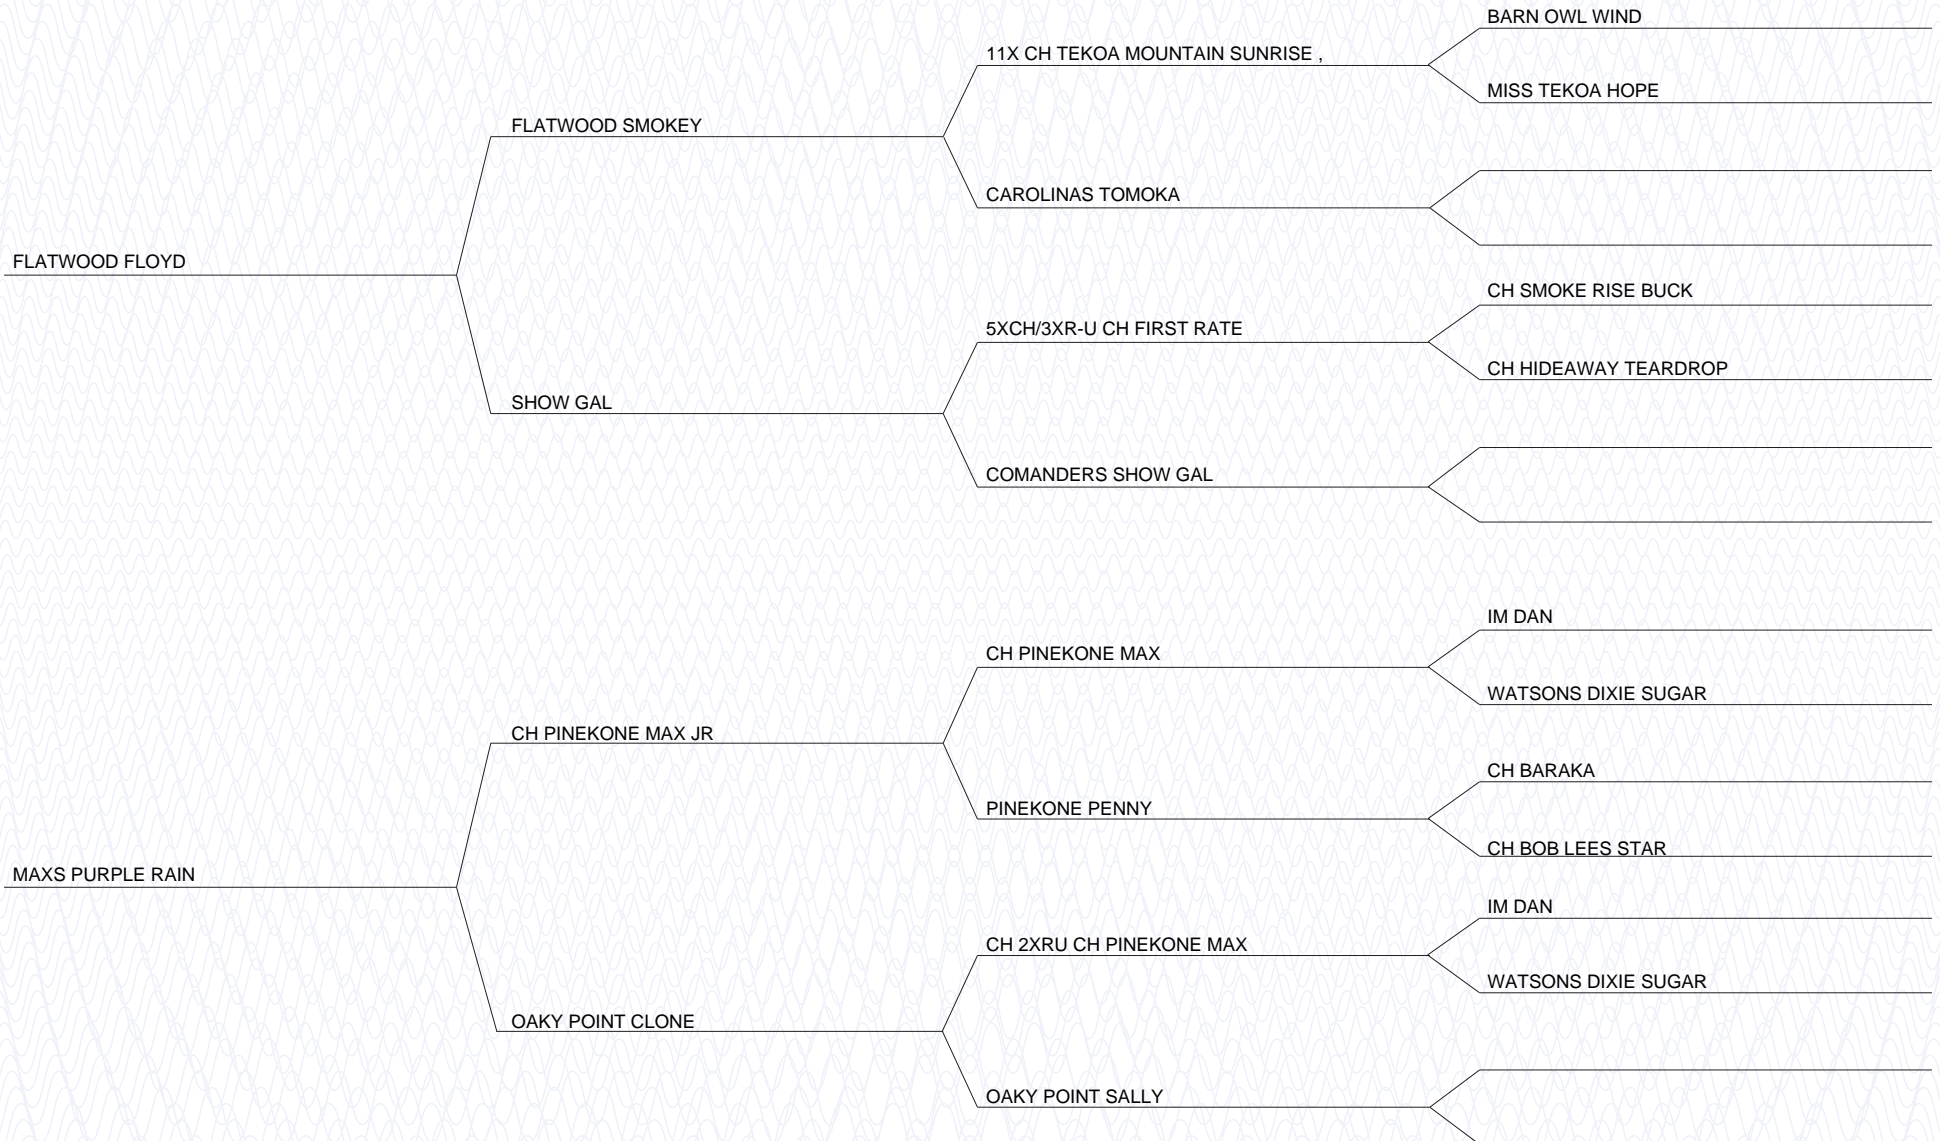 BARN OWL WIND
11X CH TEKOA MOUNTAIN SUNRISE ,
MISS TEKOA HOPE
FLATWOOD SMOKEY
CAROLINAS TOMOKA
FLATWOOD FLOYD
CH SMOKE RISE BUCK
5XCH/3XR-U CH FIRST RATE
CH HIDEAWAY TEARDROP
SHOW GAL
COMANDERS SHOW GAL
IM DAN
CH PINEKONE MAX
WATSONS DIXIE SUGAR
CH PINEKONE MAX JR
CH BARAKA
PINEKONE PENNY
CH BOB LEES STAR
MAXS PURPLE RAIN
IM DAN
CH 2XRU CH PINEKONE MAX
WATSONS DIXIE SUGAR
OAKY POINT CLONE
OAKY POINT SALLY